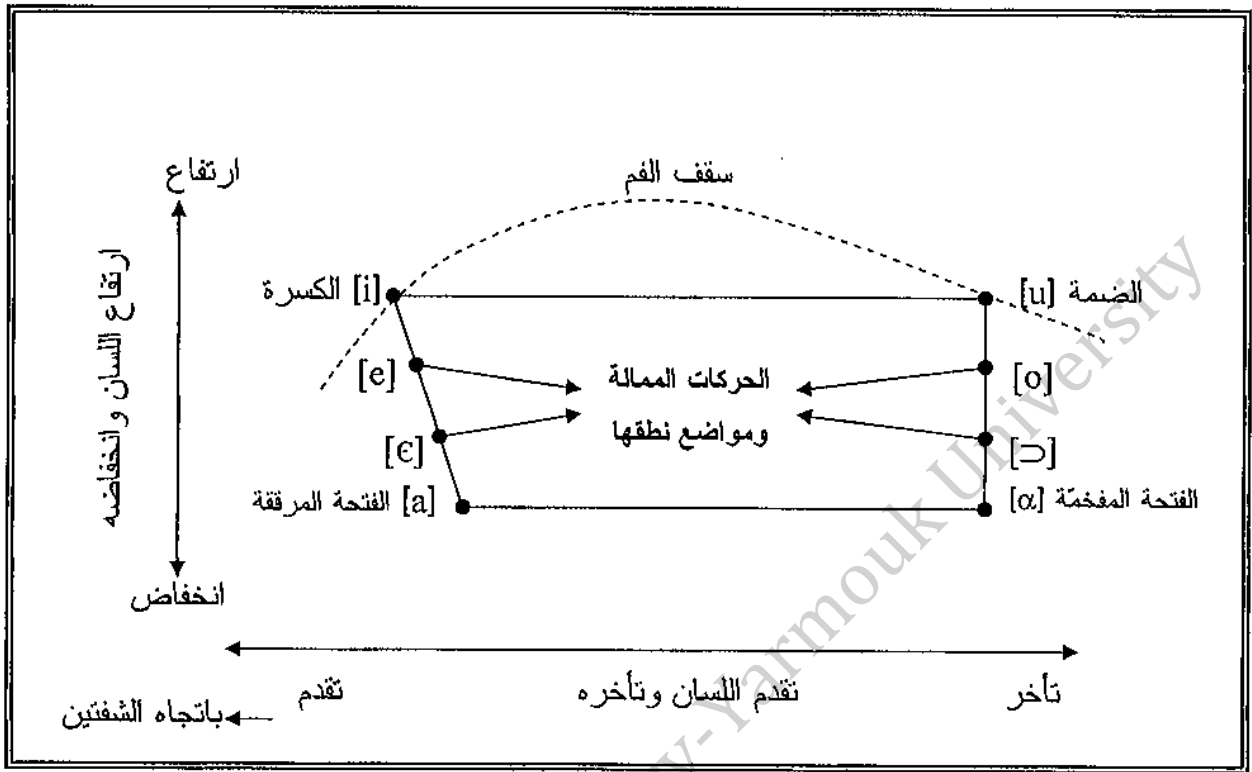 سقف الفم
ارتفاع
ارتفاع اللسان وانخفاضه
انخفاض
الكسرة [i]
الضمة [u]
[e]
[o]
الحركات الممالة
ومواضع نطقها
[є]
[⊃]
الفتحة المرققة [a]
الفتحة المفخمّة [α]
تأخر
تقدم اللسان وتأخره
تقدم
باتجاه الشفتين
y-Yarmouk University